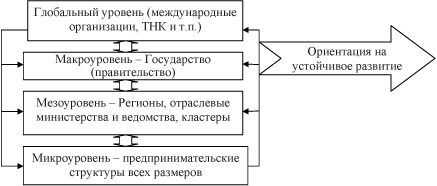 Глобальный уровень (международные
организации, ТНК и т.п.)
Макроуровень – Государство
(правительство)
Мезоуровень – Регионы, отраслевые
министерства и ведомства, кластеры
Микроуровень – предпринимательские
структуры всех размеров
Ориентация на
устойчивое развитие